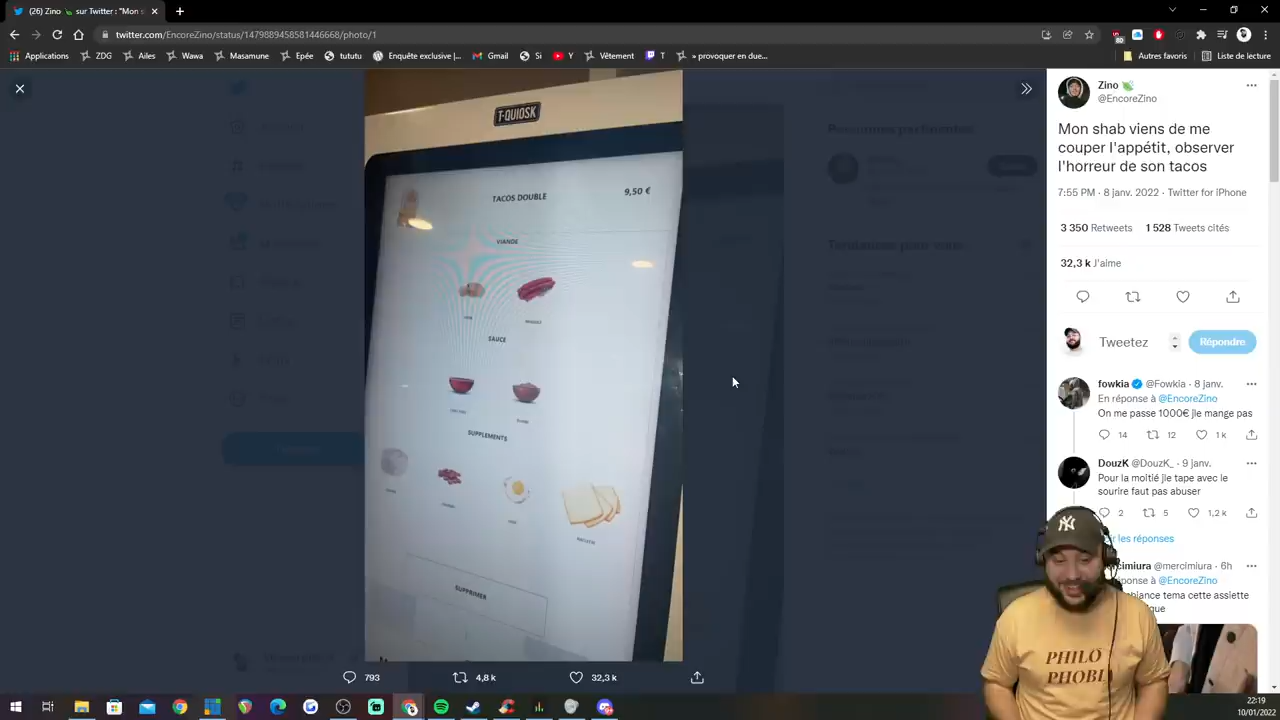 (26) Zino sur Twitter : "Mon s
twitter.com/EncoreZino/status/1479889458581446668/photo/1
Applications ZDG Ailes Wawa Masamune Epée tututu Enquête exclusive |... Gmail Si Y Vêtement T » provoquer en due... Autres favoris Liste de lecture
T-QUIOSK
TACOS DOUBLE 9,50 €
VIANDE
SAUCE
SUPPLEMENTS
SUPPRIMER
793 4,8 k 32,3 k
Zino
@EncoreZino
Mon shab viens de me
couper l'appétit, observer
l'horreur de son tacos
7:55 PM · 8 janv. 2022 · Twitter for iPhone
3 350 Retweets 1 528 Tweets cités
32,3 k J'aime
Tweetez Répondre
fowkia @Fowkia · 8 janv.
En réponse à @EncoreZino
On me passe 1000€ jle mange pas
14 12 1 k
DouzK @DouzK_ · 9 janv.
Pour la moitié jle tape avec le
sourire faut pas abuser
2 5 1,2 k
les réponses
@mercimiura · 6h
@EncoreZino
tema cette assiette
NY
PHILO
PHOBI
22:19
10/01/2022